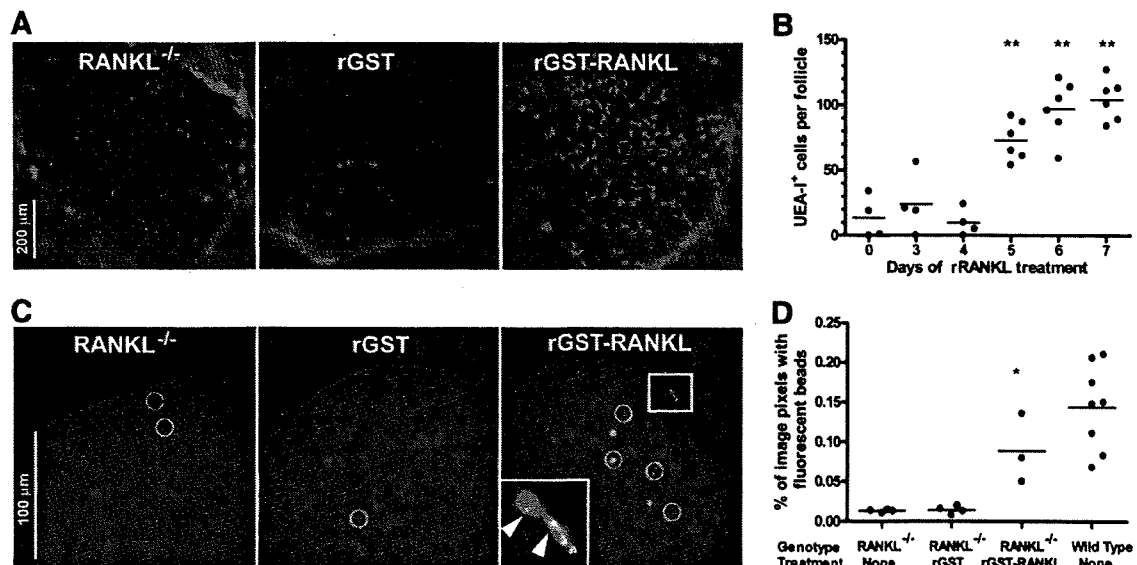 A
RANKL-/-
rGST
rGST-RANKL
200 µm
B
UEA-I+ cells per follicle
150
100
50
0
**
**
**
0 3 4 5 6 7
Days of rRANKL treatment
C
RANKL-/-
rGST
rGST-RANKL
100 µm
D
% of image pixels with
fluorescent beads
0.25
0.20
0.15
0.10
0.05
0.00
*
Genotype RANKL-/- RANKL-/- RANKL-/- Wild Type
Treatment None rGST rGST-RANKL None